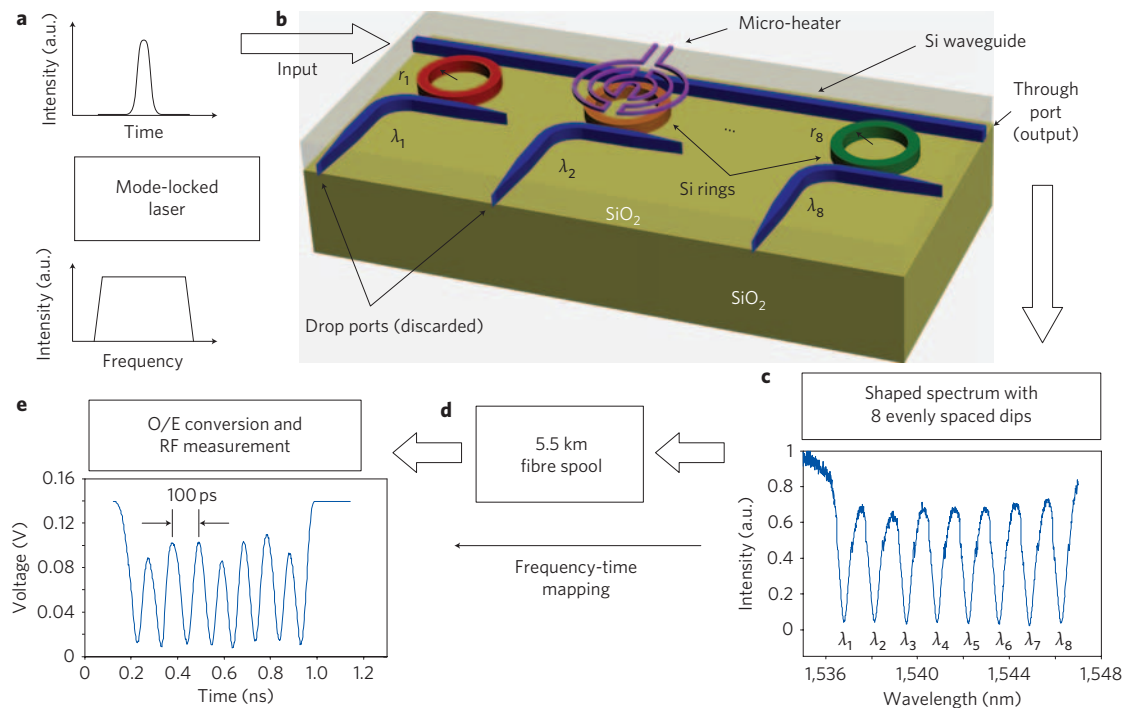 a
Intensity (a.u.)
Time
Mode-locked
laser
Intensity (a.u.)
Frequency
b
Input
Micro-heater
Si waveguide
Through
port
(output)
r1
r8
...
λ1
λ2
λ8
Si rings
SiO2
SiO2
Drop ports (discarded)
c
Shaped spectrum with
8 evenly spaced dips
Intensity (a.u.)
1
0.8
0.6
0.4
0.2
0
λ1 λ2 λ3 λ4 λ5 λ6 λ7 λ8
1,536 1,540 1,544 1,548
Wavelength (nm)
d
5.5 km
fibre spool
Frequency-time
mapping
e
O/E conversion and
RF measurement
Voltage (V)
0.16
0.12
0.08
0.04
0
100 ps
0 0.2 0.4 0.6 0.8 1.0 1.2
Time (ns)